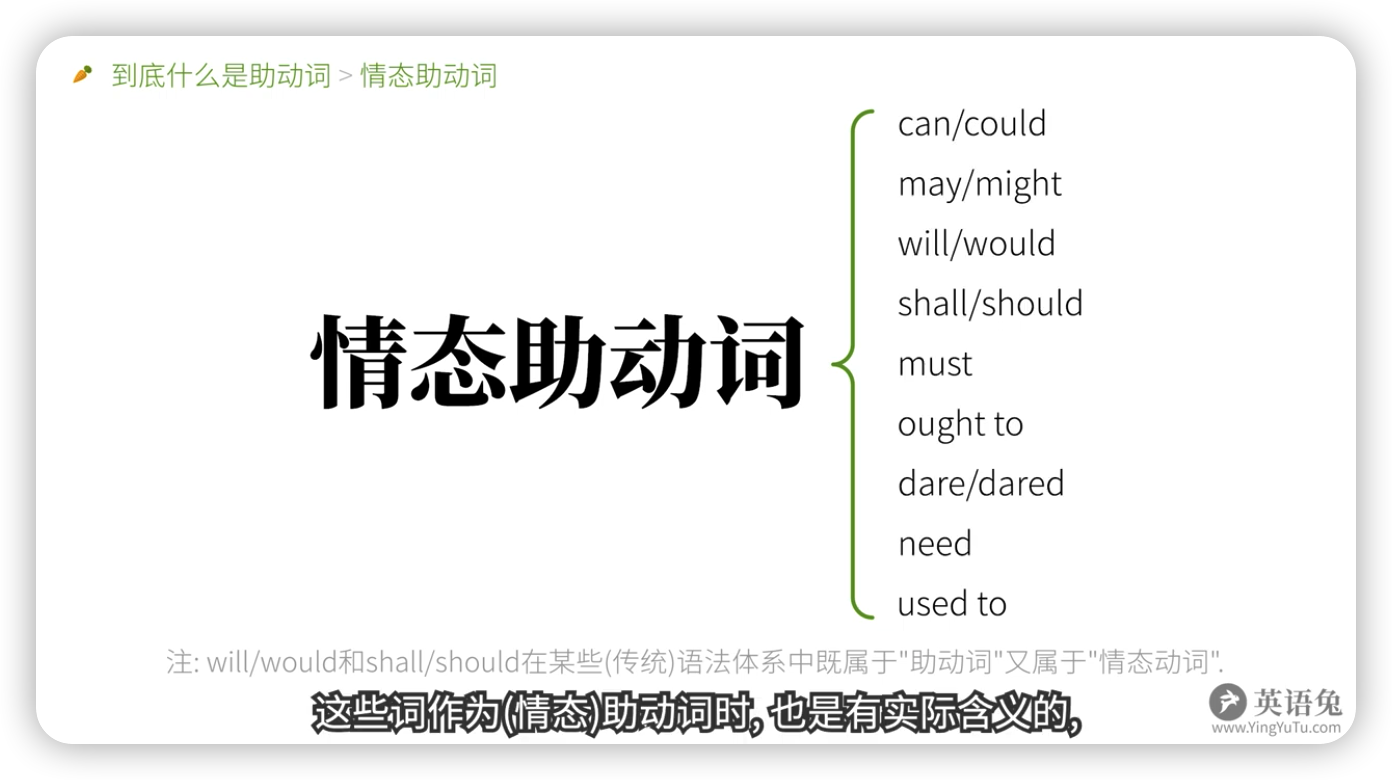 到底什么是助动词 > 情态助动词
情态助动词
can/could
may/might
will/would
shall/should
must
ought to
dare/dared
need
used to
注: will/would和shall/should在某些(传统)语法体系中既属于"助动词"又属于"情态动词".
这些词作为(情态)助动词时, 也是有实际含义的,
英语兔
www.YingYuTu.com